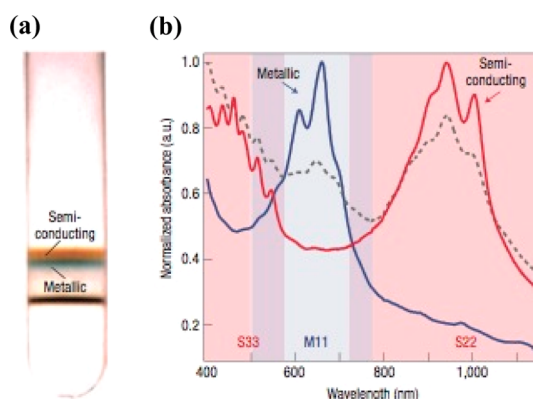 (a)
Semi-
conducting
Metallic
(b)
Normalized absorbance (a.u.)
1.0
0.8
0.6
0.4
0.2
Metallic
Semi-
conducting
S33
M11
S22
400
600
800
1,000
Wavelength (nm)